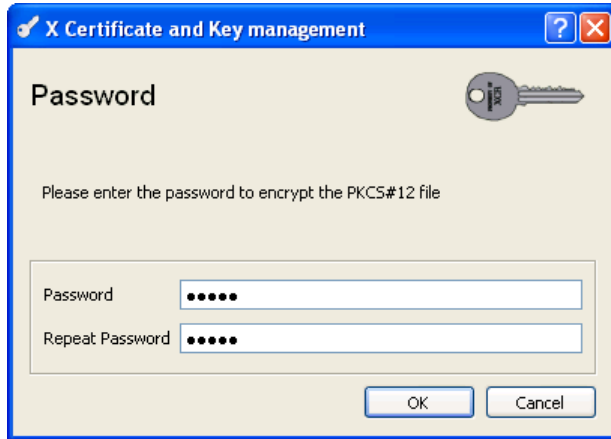 X Certificate and Key management
Password
XCA
Please enter the password to encrypt the PKCS#12 file
Password •••••
Repeat Password •••••
OK Cancel